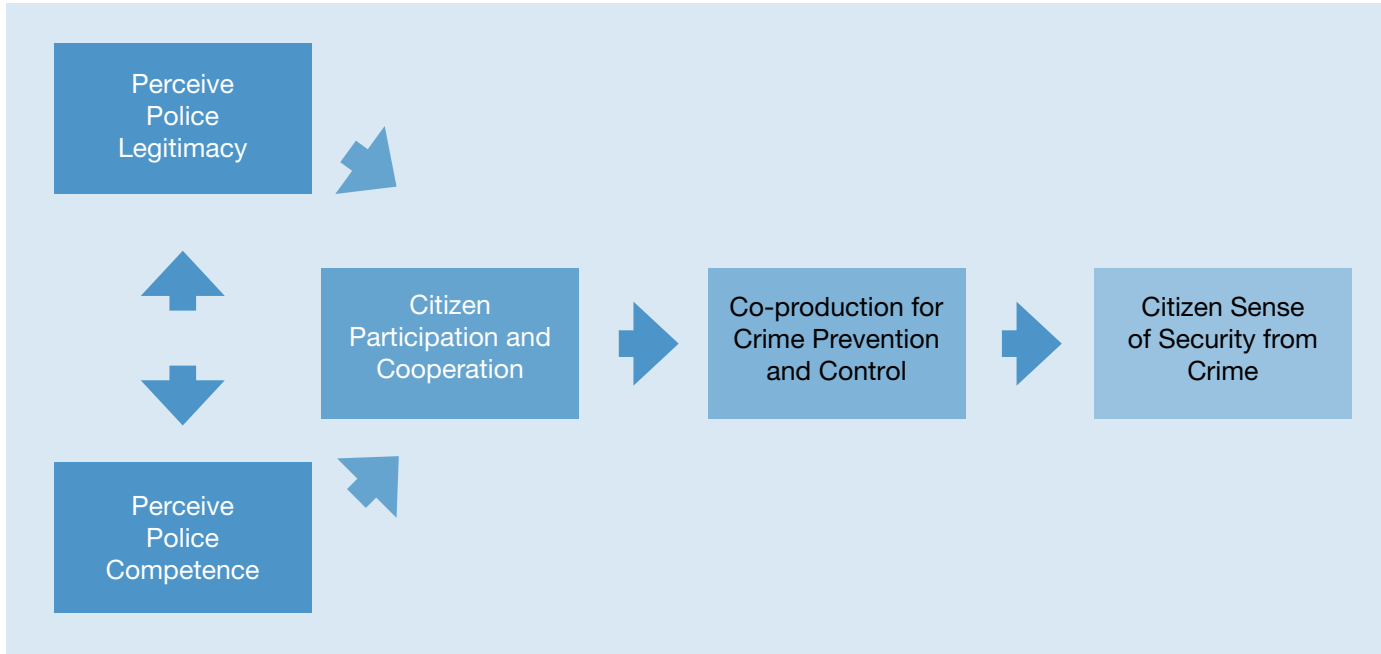 Perceive
Police
Legitimacy
Citizen
Participation and
Cooperation
Co-production for
Crime Prevention
and Control
Citizen Sense
of Security from
Crime
Perceive
Police
Competence